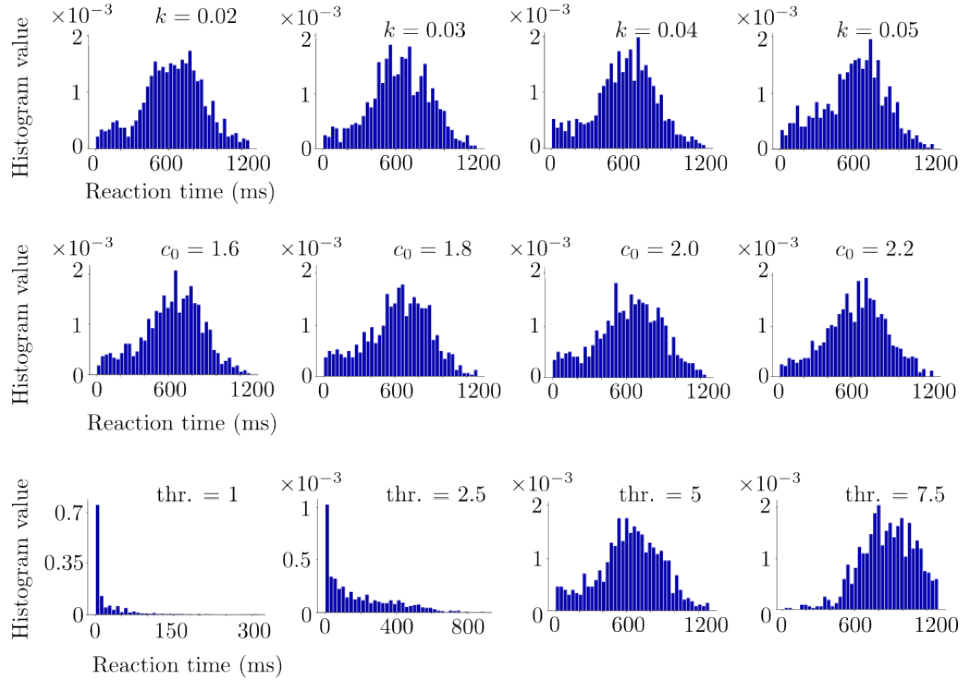 ×10⁻³ k = 0.02 ×10⁻³ k = 0.03 ×10⁻³ k = 0.04 ×10⁻³ k = 0.05
Histogram value
2 2 2 2
1 1 1 1
0 0 0 0
0 600 1200 0 600 1200 0 600 1200 0 600 1200
Reaction time (ms)
×10⁻³ c₀ = 1.6 ×10⁻³ c₀ = 1.8 ×10⁻³ c₀ = 2.0 ×10⁻³ c₀ = 2.2
Histogram value
2 2 2 2
1 1 1 1
0 0 0 0
0 600 1200 0 600 1200 0 600 1200 0 600 1200
Reaction time (ms)
thr. = 1 ×10⁻³ thr. = 2.5 ×10⁻³ thr. = 5 ×10⁻³ thr. = 7.5
Histogram value
0.7 1 2 2
0.35 0.5 1 1
0 0 0 0
0 150 300 0 400 800 0 600 1200 0 600 1200
Reaction time (ms)